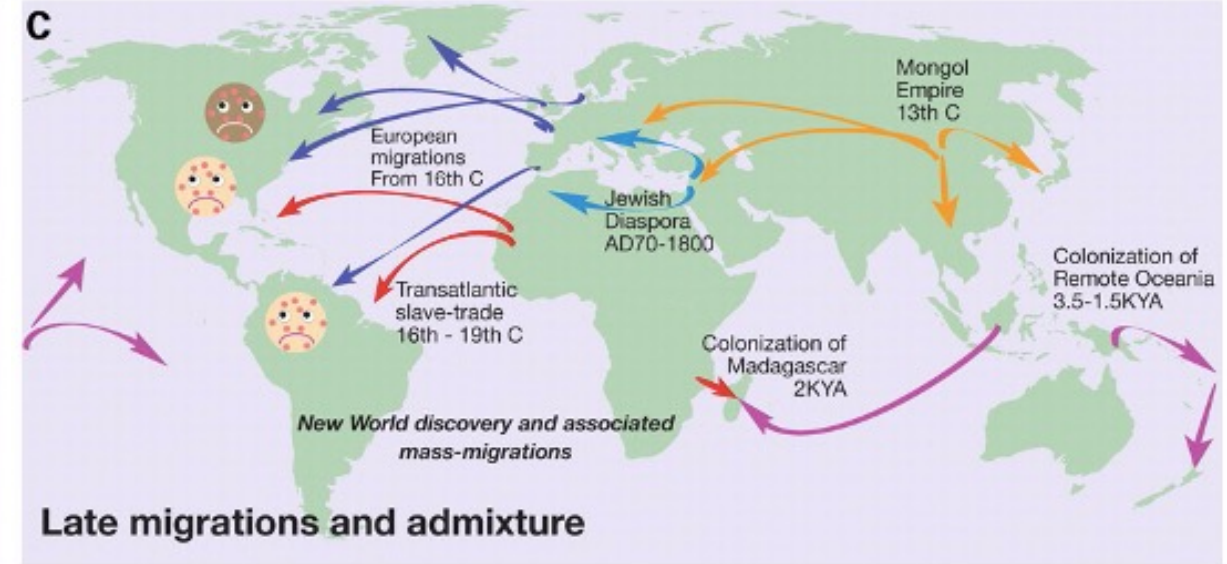 C
Mongol
Empire
13th C
European
migrations
From 16th C
Jewish
Diaspora
AD70-1800
Colonization of
Remote Oceania
3.5-1.5KYA
Transatlantic
slave-trade
16th - 19th C
Colonization of
Madagascar
2KYA
New World discovery and associated
mass-migrations
Late migrations and admixture